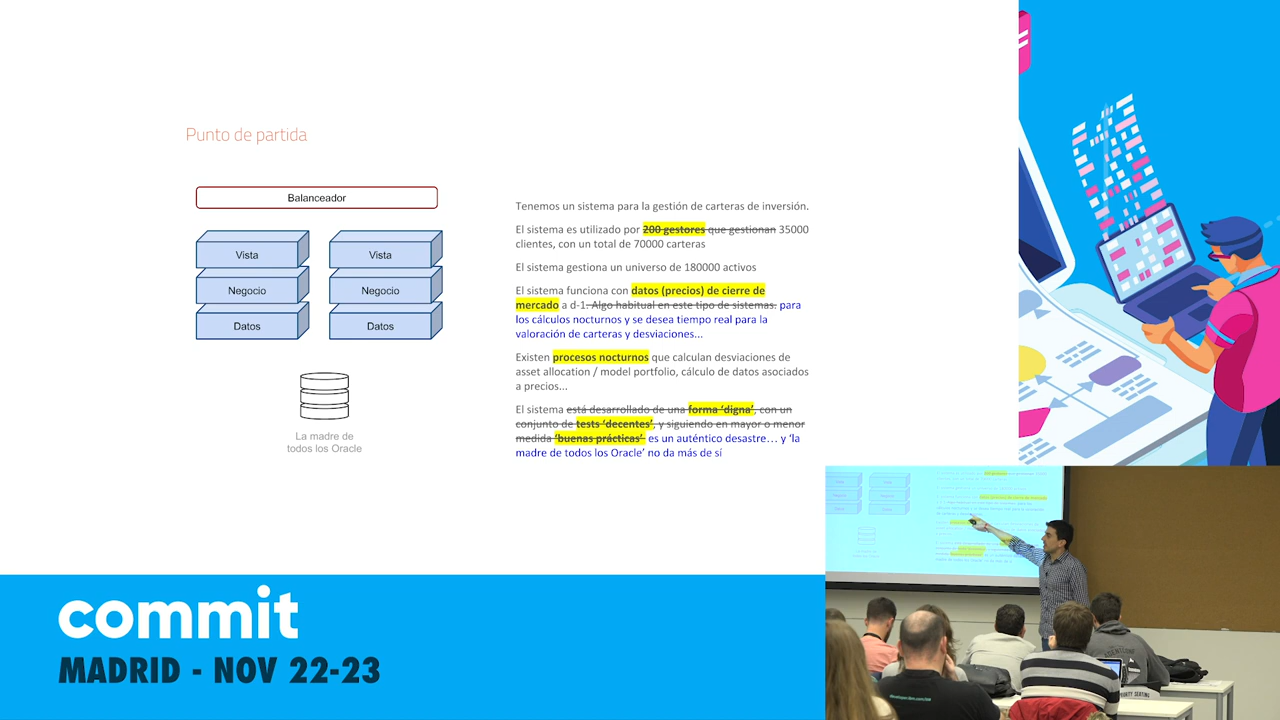 Punto de partida
Balanceador
Vista
Vista
Negocio
Negocio
Datos
Datos
La madre de
todos los Oracle
Tenemos un sistema para la gestión de carteras de inversión.
El sistema es utilizado por 200 gestores que gestionan 35000
clientes, con un total de 70000 carteras
El sistema gestiona un universo de 180000 activos
El sistema funciona con datos (precios) de cierre de
mercado a d-1. Algo habitual en este tipo de sistemas. para
los cálculos nocturnos y se desea tiempo real para la
valoración de carteras y desviaciones...
Existen procesos nocturnos que calculan desviaciones de
asset allocation / model portfolio, cálculo de datos asociados
a precios...
El sistema está desarrollado de una forma ‘digna’, con un
conjunto de tests ‘decentes’, y siguiendo en mayor o menor
medida ‘buenas prácticas’ es un auténtico desastre… y ‘la
madre de todos los Oracle’ no da más de sí
commit
MADRID - NOV 22-23